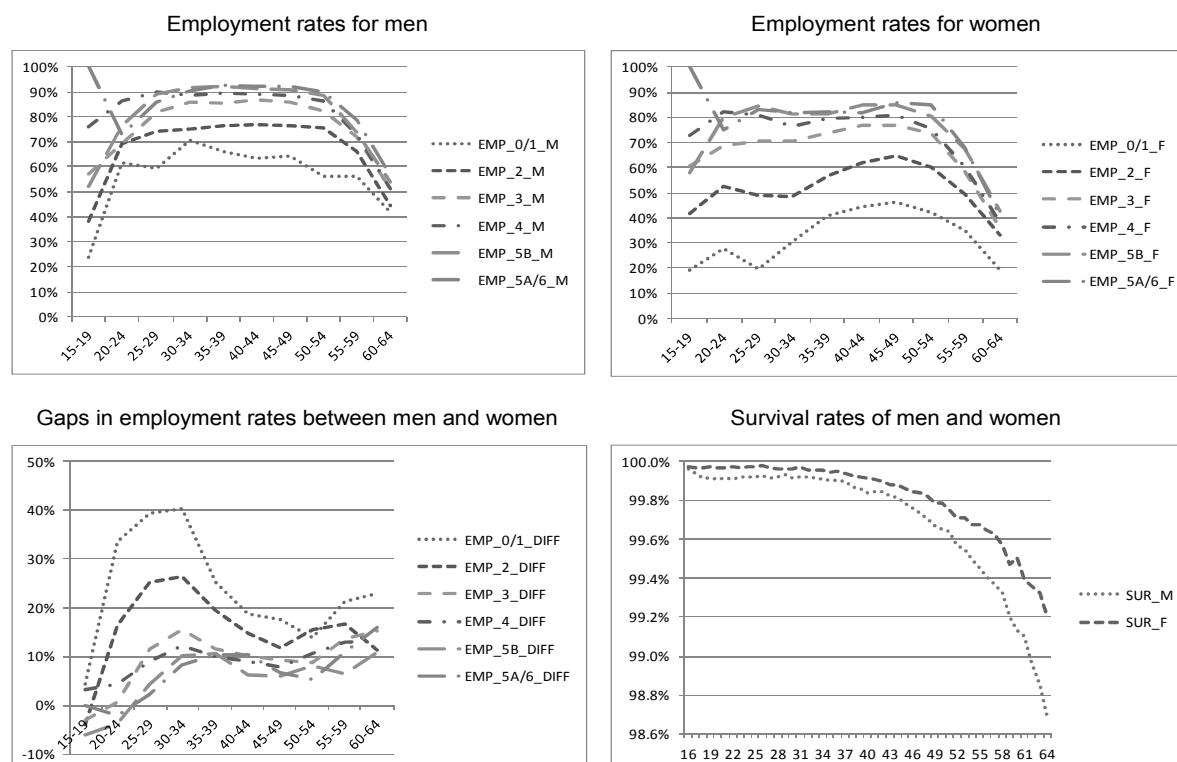 Employment rates for men
100%
90%
80%
70%
60%
50%
40%
30%
20%
10%
0%
15-19
20-24
25-29
30-34
35-39
40-44
45-49
50-54
55-59
60-64
EMP_0/1_M
EMP_2_M
EMP_3_M
EMP_4_M
EMP_5B_M
EMP_5A/6_M
Employment rates for women
100%
90%
80%
70%
60%
50%
40%
30%
20%
10%
0%
15-19
20-24
25-29
30-34
35-39
40-44
45-49
50-54
55-59
60-64
EMP_0/1_F
EMP_2_F
EMP_3_F
EMP_4_F
EMP_5B_F
EMP_5A/6_F
Gaps in employment rates between men and women
50%
40%
30%
20%
10%
0%
-10%
15-19
20-24
25-29
30-34
35-39
40-44
45-49
50-54
55-59
60-64
EMP_0/1_DIFF
EMP_2_DIFF
EMP_3_DIFF
EMP_4_DIFF
EMP_5B_DIFF
EMP_5A/6_DIFF
Survival rates of men and women
100.0%
99.8%
99.6%
99.4%
99.2%
99.0%
98.8%
98.6%
16 19 22 25 28 31 34 37 40 43 46 49 52 55 58 61 64
SUR_M
SUR_F